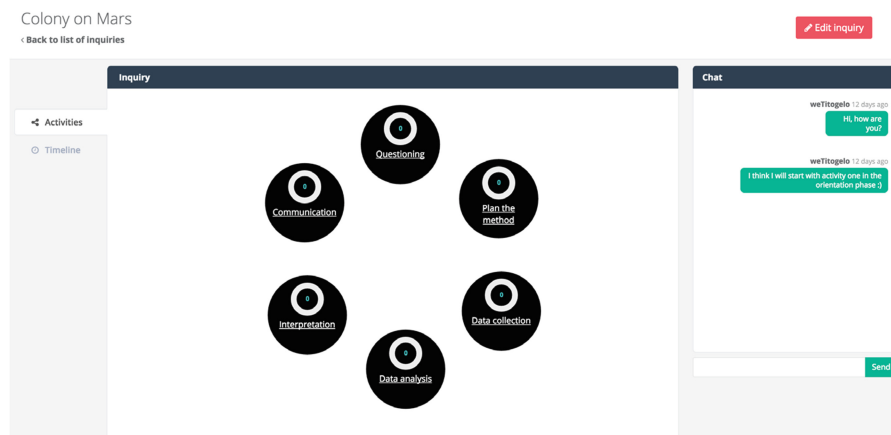 Colony on Mars
‹ Back to list of inquiries
Edit inquiry
Activities
Timeline
Inquiry
0
Questioning
0
Communication
0
Plan the
method
0
Interpretation
0
Data collection
0
Data analysis
Chat
weTitogelo 12 days ago
Hi, how are
you?
weTitogelo 12 days ago
I think I will start with activity one in the
orientation phase :)
Send